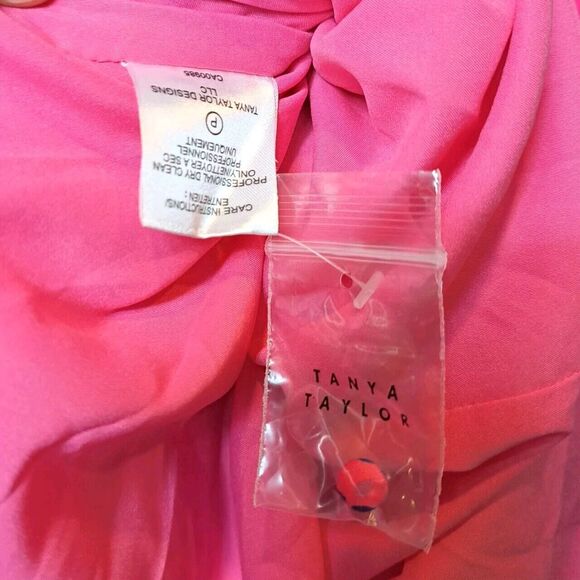 CARE INSTRUCTIONS/
ENTRETIEN :
PROFESSIONAL DRY CLEAN
ONLY/NETTOYER A SEC
PROFESSIONNEL
UNIQUEMENT
P
TANYA TAYLOR DESIGNS
LLC
CA00985
TANYA
TAYLOR